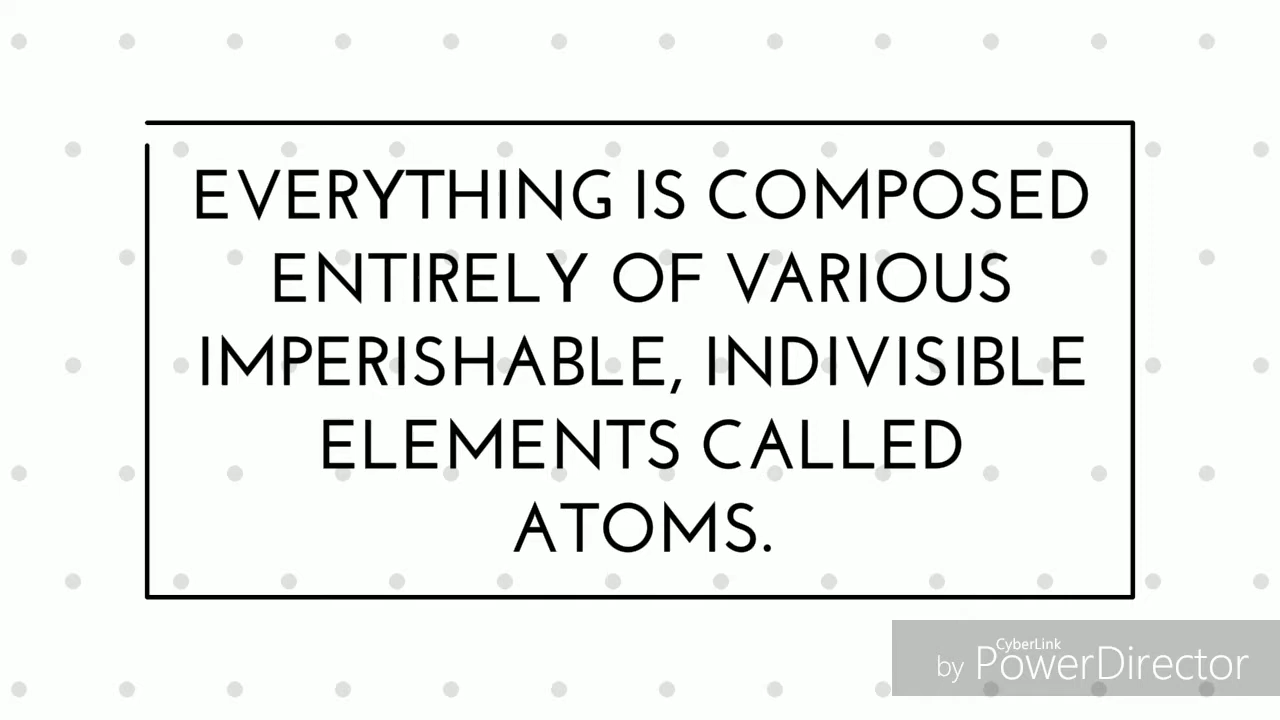 EVERYTHING IS COMPOSED
ENTIRELY OF VARIOUS
IMPERISHABLE, INDIVISIBLE
ELEMENTS CALLED
ATOMS.
CyberLink
by PowerDirector